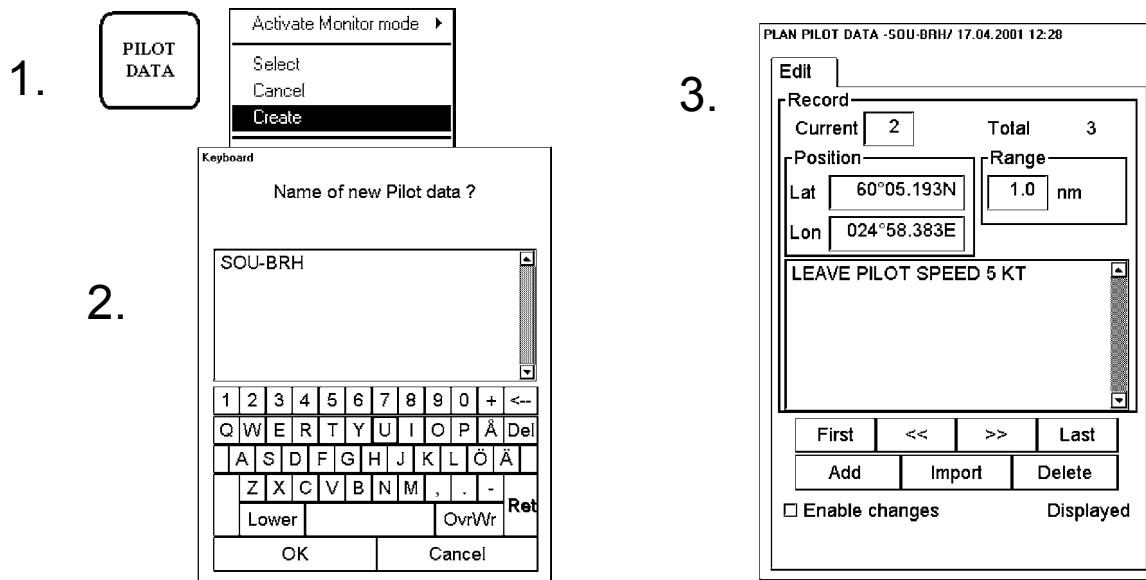 1.
PILOT
DATA
Activate Monitor mode
Select
Cancel
Create
2.
Keyboard
Name of new Pilot data ?
SOU-BRH
1 2 3 4 5 6 7 8 9 0 + <--
Q W E R T Y U I O P Å Del
A S D F G H J K L Ö Ä
Z X C V B N M , . - Ret
Lower OvrWr
OK Cancel
3.
PLAN PILOT DATA -SOU-BRH/ 17.04.2001 12:28
Edit
Record
Current 2 Total 3
Position Range
Lat 60°05.193N 1.0 nm
Lon 024°58.383E
LEAVE PILOT SPEED 5 KT
First << >> Last
Add Import Delete
Enable changes Displayed